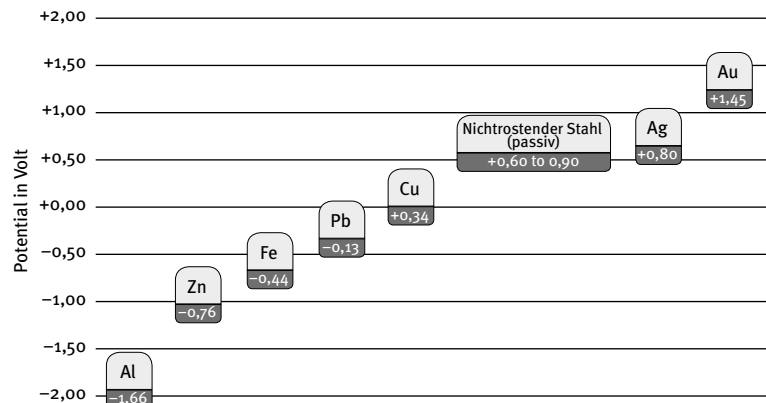 Potential in Volt
+2,00
+1,50
+1,00
+0,50
+0,00
−0,50
−1,00
−1,50
−2,00
Al
−1,66
Zn
−0,76
Fe
−0,44
Pb
−0,13
Cu
+0,34
Nichtrostender Stahl
(passiv)
+0,60 to 0,90
Ag
+0,80
Au
+1,45